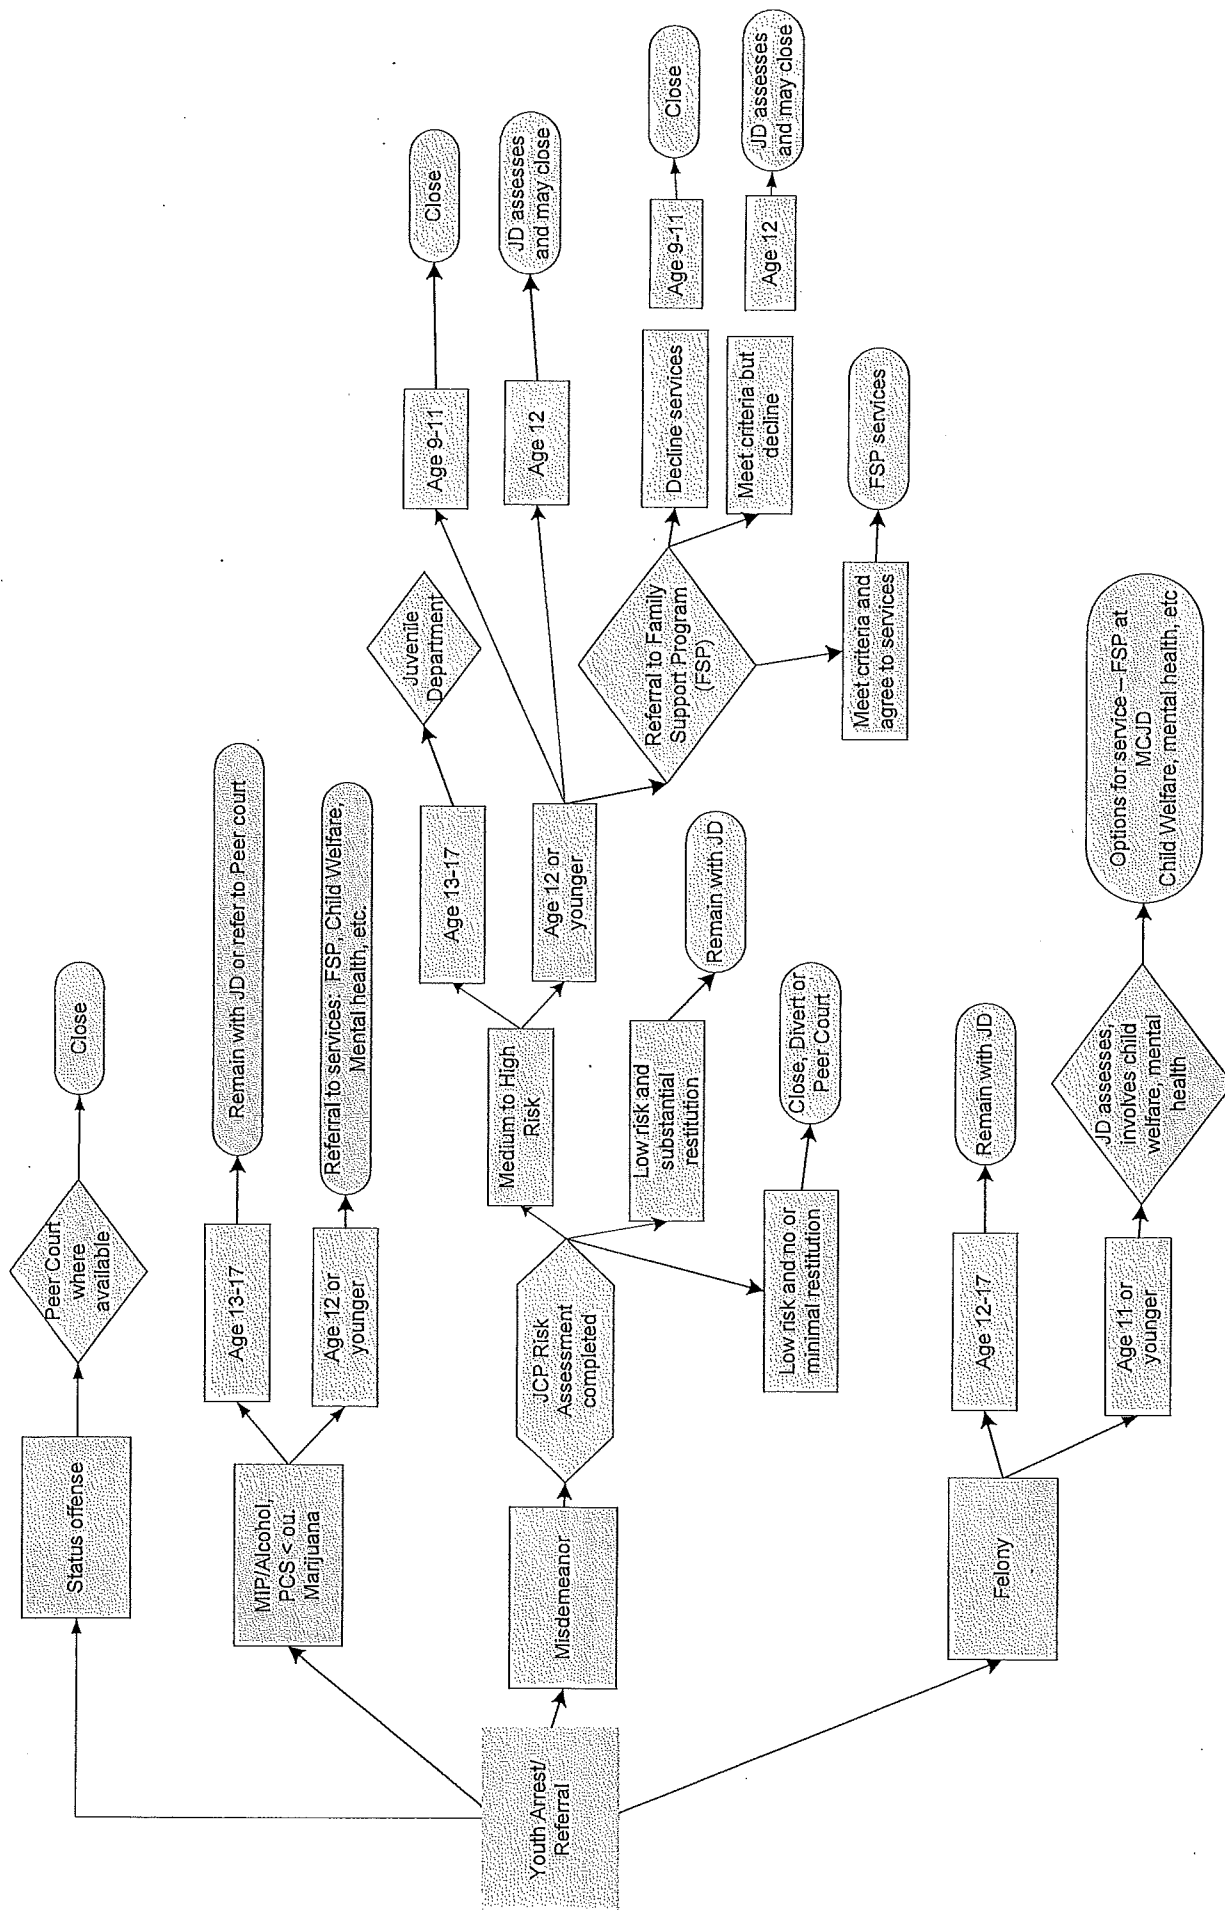 Youth Arrest/
Referral
Status offense
Peer Court
where
available
Close
MIP/Alcohol,
PCS < ou.
Marijuana
Age 13-17
Remain with JD or refer to Peer court
Age 12 or
younger
Referral to services: FSP, Child Welfare,
Mental health, etc.
Misdemeanor
JCP Risk
Assessment
completed
Medium to High
Risk
Age 13-17
Juvenile
Department
Age 12 or
younger
Age 9-11
Close
Age 12
JD assesses
and may close
Referral to Family
Support Program
(FSP)
Decline services
Age 9-11
Close
Meet criteria but
decline
Age 12
JD assesses
and may close
Meet criteria and
agree to services
FSP services
Low risk and
substantial
restitution
Remain with JD
Low risk and no or
minimal restitution
Close, Divert or
Peer Court
Felony
Age 12-17
Remain with JD
Age 11 or
younger
JD assesses,
involves child
welfare, mental
health
Options for service – FSP at
MCJD
Child Welfare, mental health, etc